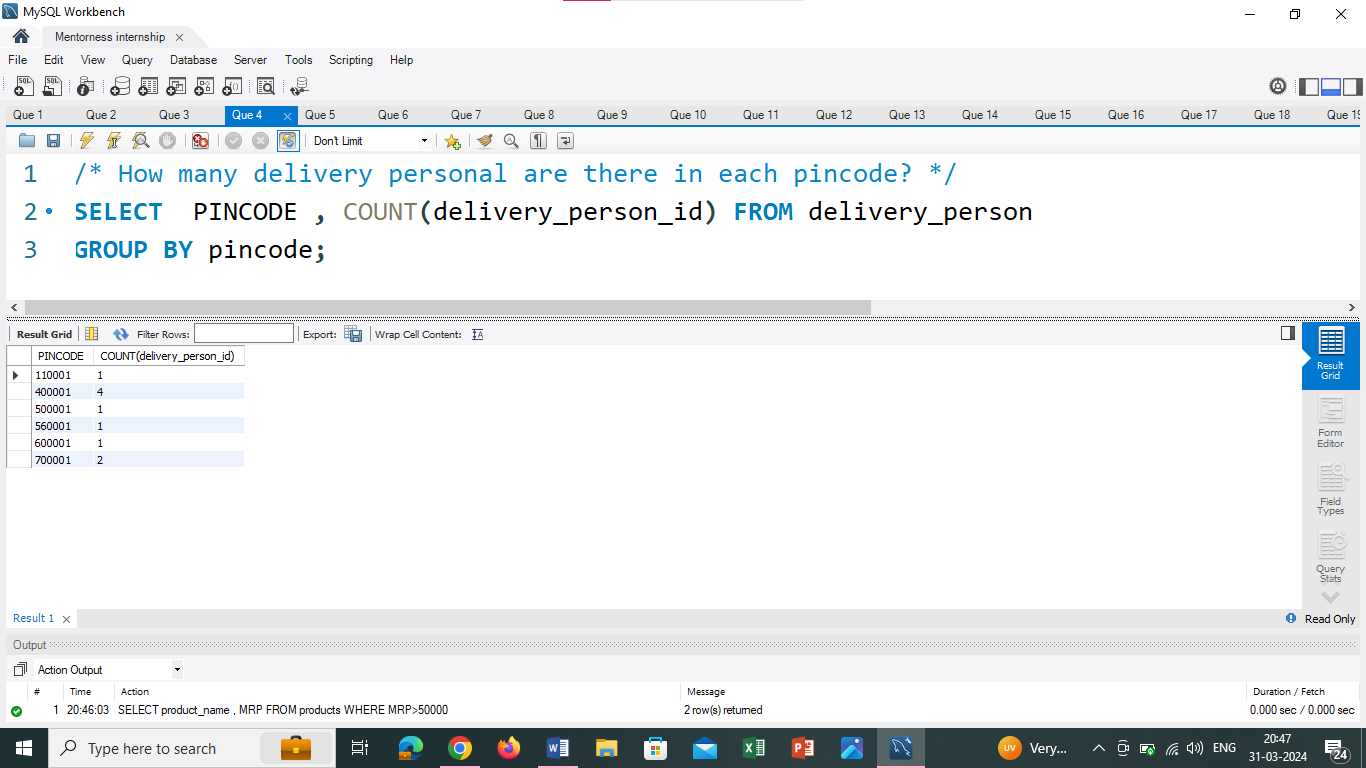 MySQL Workbench
Mentorness internship
File Edit View Query Database Server Tools Scripting Help
Que 1 Que 2 Que 3 Que 4 Que 5 Que 6 Que 7 Que 8 Que 9 Que 10 Que 11 Que 12 Que 13 Que 14 Que 15 Que 16 Que 17 Que 18 Que 19
Don't Limit
1 /* How many delivery personal are there in each pincode? */
2 SELECT PINCODE , COUNT(delivery_person_id) FROM delivery_person
3 GROUP BY pincode;
Result Grid Filter Rows: Export: Wrap Cell Content:
PINCODE COUNT(delivery_person_id)
110001 1
400001 4
500001 1
560001 1
600001 1
700001 2
Result
Grid
Form
Editor
Field
Types
Query
Stats
Result 1 Read Only
Output
Action Output
# Time Action Message Duration / Fetch
1 20:46:03 SELECT product_name , MRP FROM products WHERE MRP>50000 2 row(s) returned 0.000 sec / 0.000 sec
Type here to search UV Very... ENG 20:47
31-03-2024 24